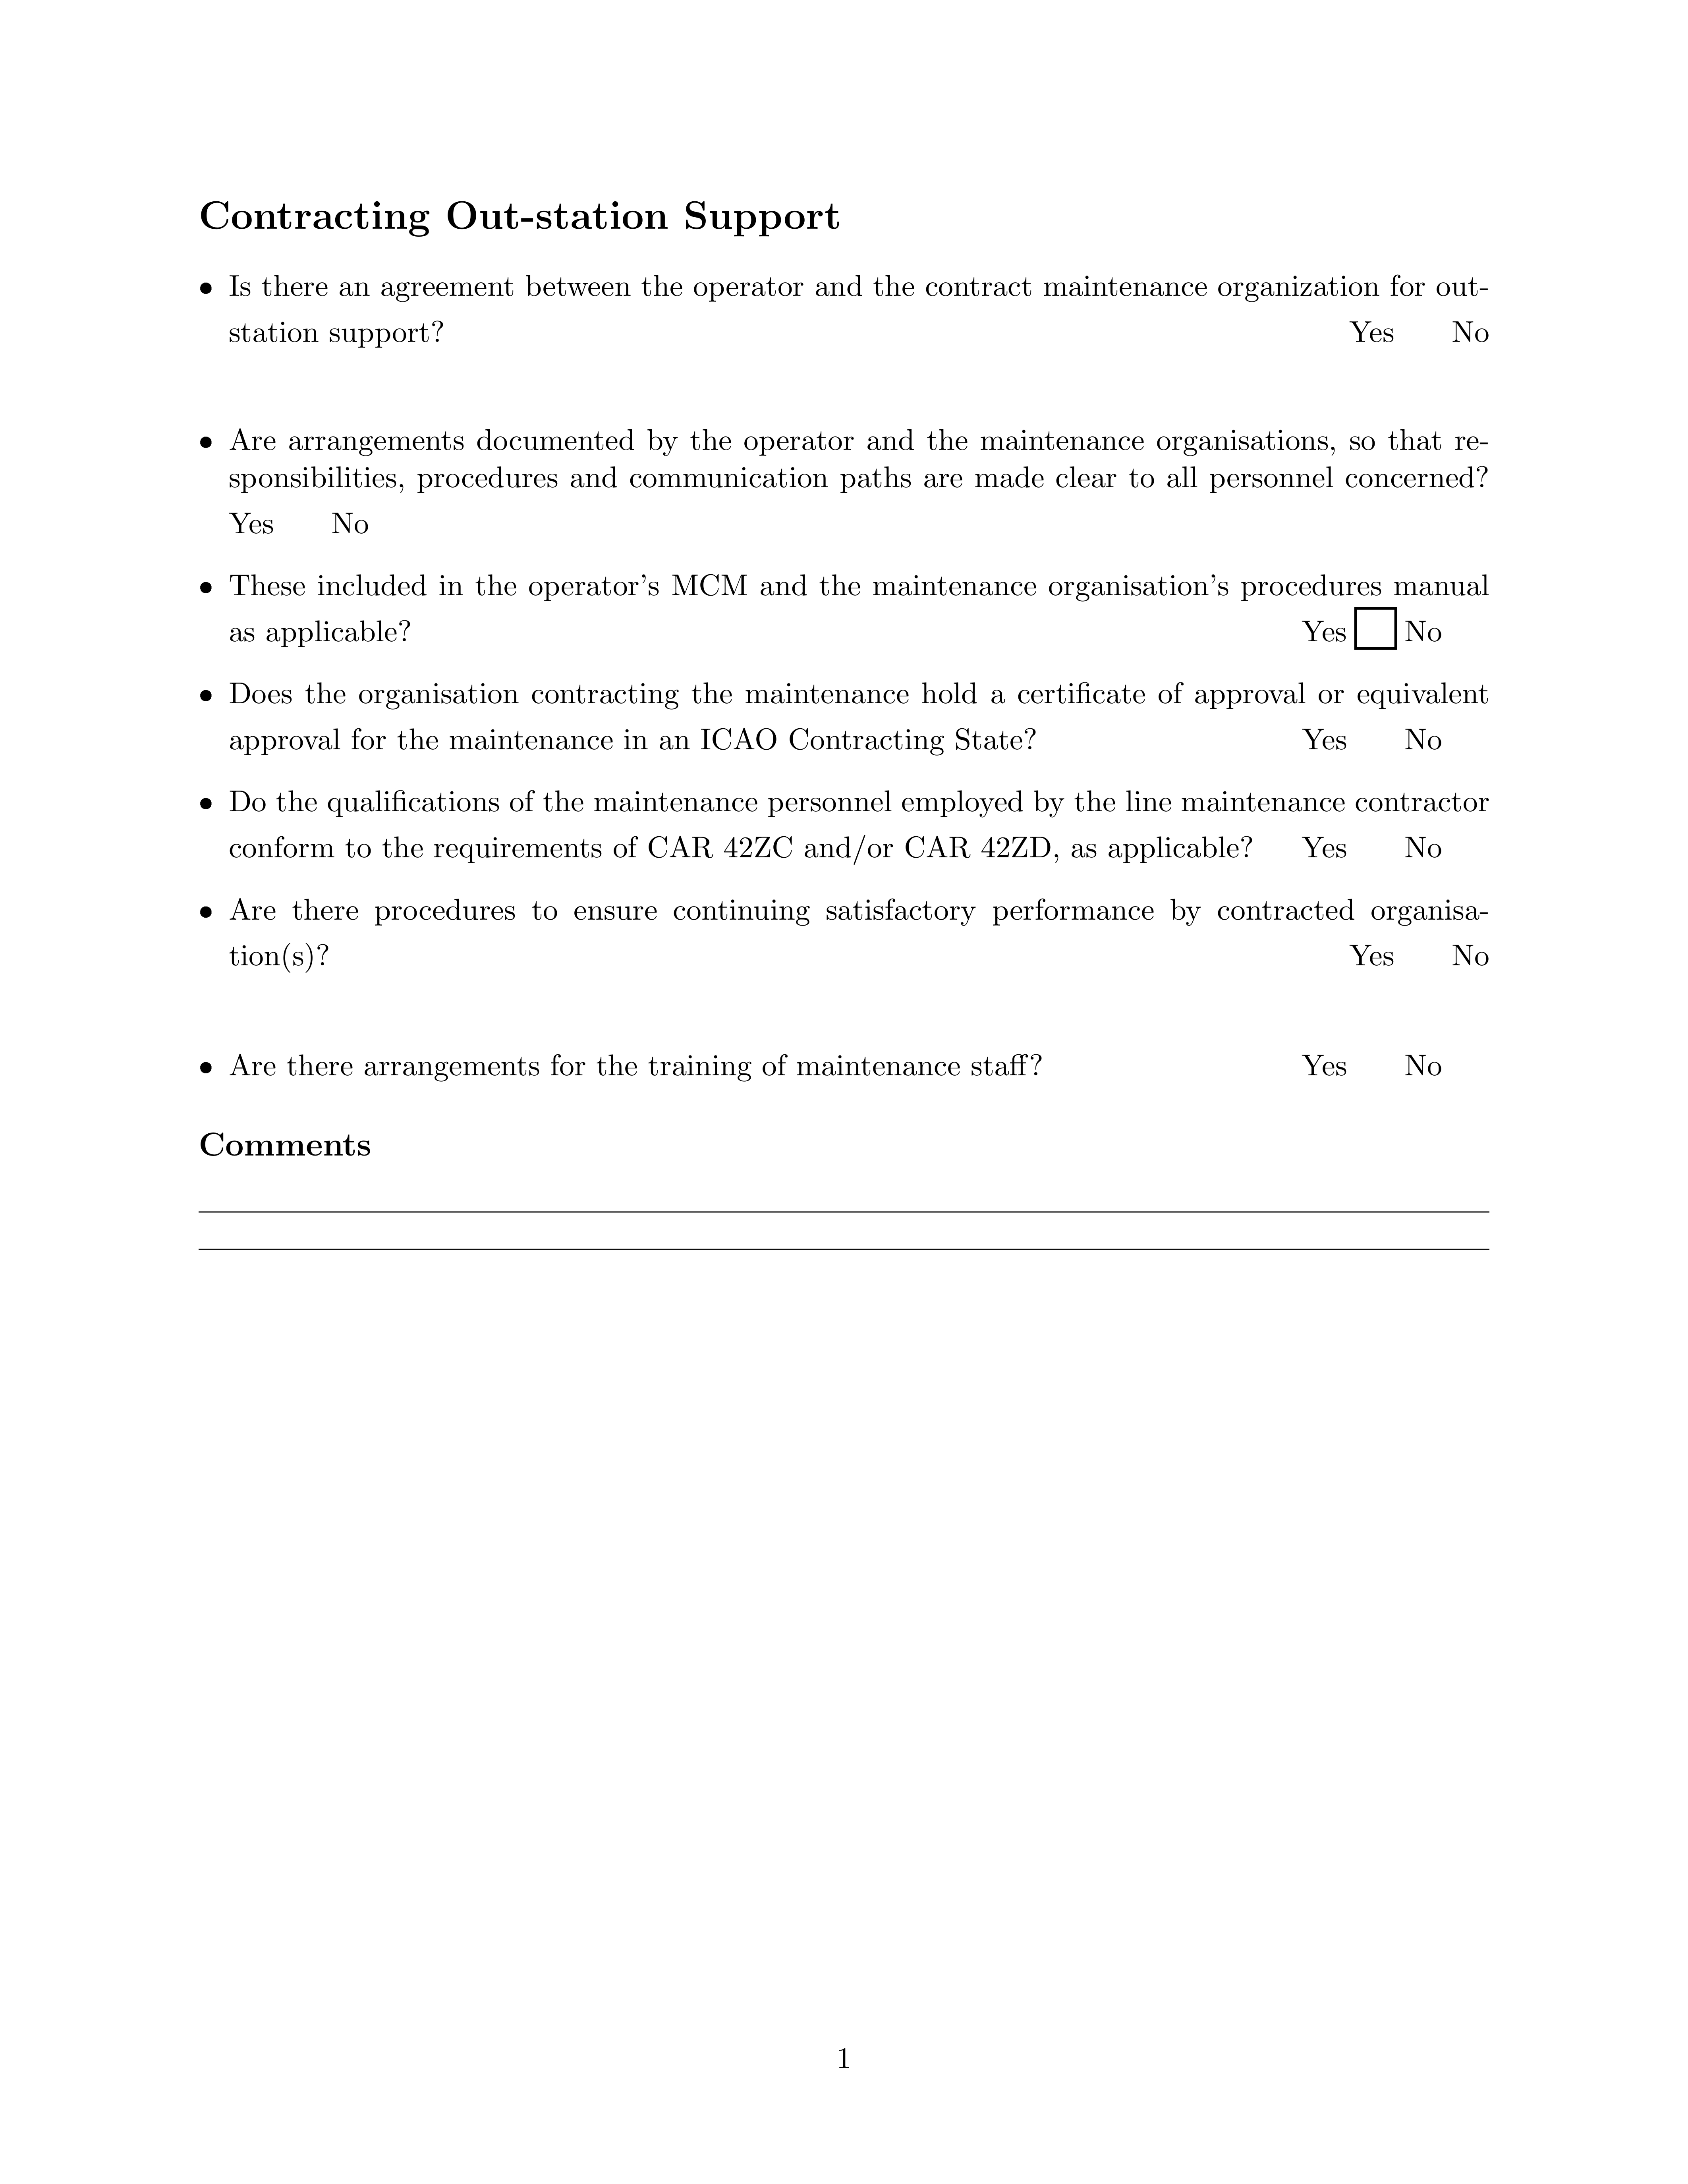 Contracting Out-station Support
• Is there an agreement between the operator and the contract maintenance organization for out-
station support? Yes No
• Are arrangements documented by the operator and the maintenance organisations, so that re-
sponsibilities, procedures and communication paths are made clear to all personnel concerned?
Yes No
• These included in the operator's MCM and the maintenance organisation's procedures manual
as applicable? Yes □ No
• Does the organisation contracting the maintenance hold a certificate of approval or equivalent
approval for the maintenance in an ICAO Contracting State? Yes No
• Do the qualifications of the maintenance personnel employed by the line maintenance contractor
conform to the requirements of CAR 42ZC and/or CAR 42ZD, as applicable? Yes No
• Are there procedures to ensure continuing satisfactory performance by contracted organisa-
tion(s)? Yes No
• Are there arrangements for the training of maintenance staff? Yes No
Comments
1